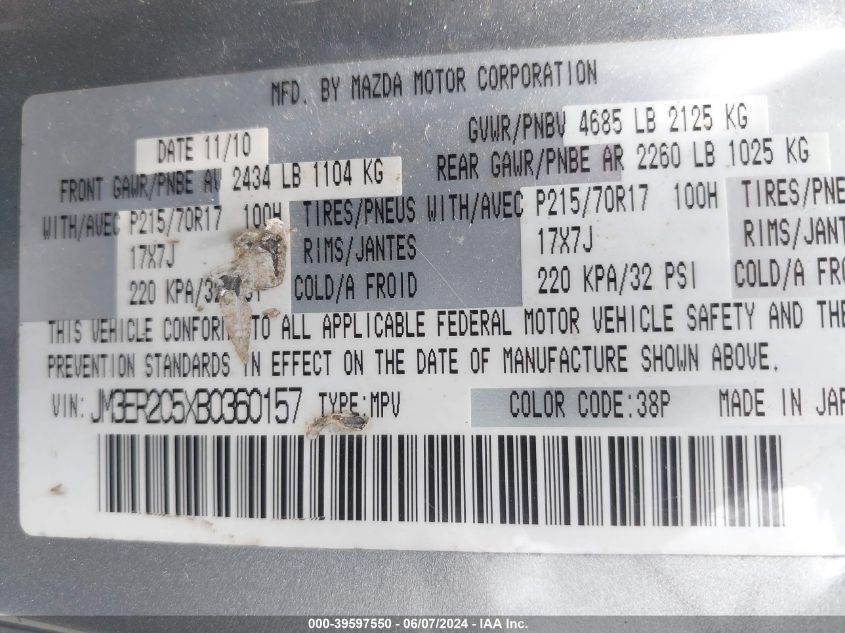 MFD. BY MAZDA MOTOR CORPORATION
DATE 11/10 GVWR/PNBV 4685 LB 2125 KG
FRONT GAWR/PNBE AV 2434 LB 1104 KG REAR GAWR/PNBE AR 2260 LB 1025 KG
WITH/AVEC P215/70R17 100H TIRES/PNEUS WITH/AVEC P215/70R17 100H TIRES/PNE
17X7J RIMS/JANTES 17X7J RIMS/JANT
220 KPA/32 PSI COLD/A FROID 220 KPA/32 PSI COLD/A FRO
THIS VEHICLE CONFORMS TO ALL APPLICABLE FEDERAL MOTOR VEHICLE SAFETY AND THE
PREVENTION STANDARDS IN EFFECT ON THE DATE OF MANUFACTURE SHOWN ABOVE.
VIN: JM3ER2C5XB0360157 TYPE:MPV COLOR CODE:38P MADE IN JAP
000-39597550 - 06/07/2024 - IAA Inc.